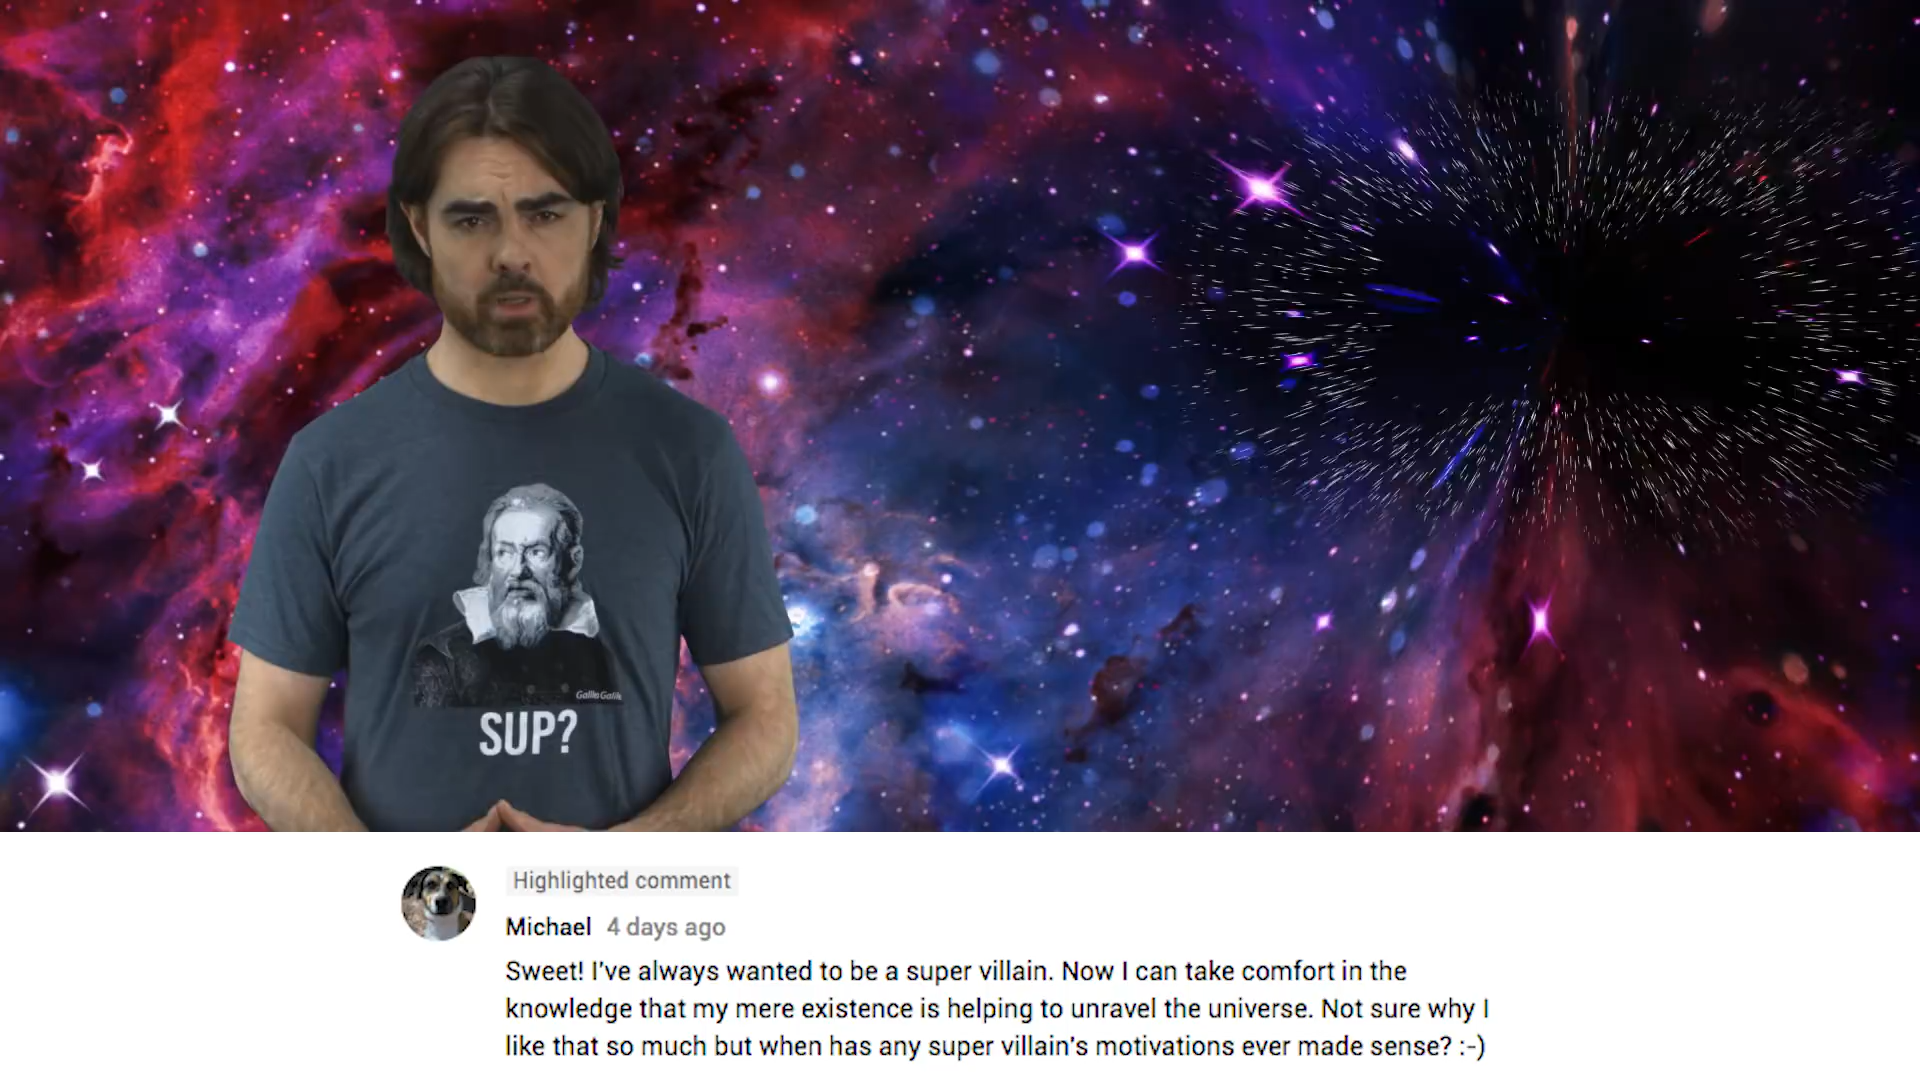 Galileo Galilei
SUP?
Highlighted comment
Michael 4 days ago
Sweet! I've always wanted to be a super villain. Now I can take comfort in the
knowledge that my mere existence is helping to unravel the universe. Not sure why I
like that so much but when has any super villain's motivations ever made sense? :-)